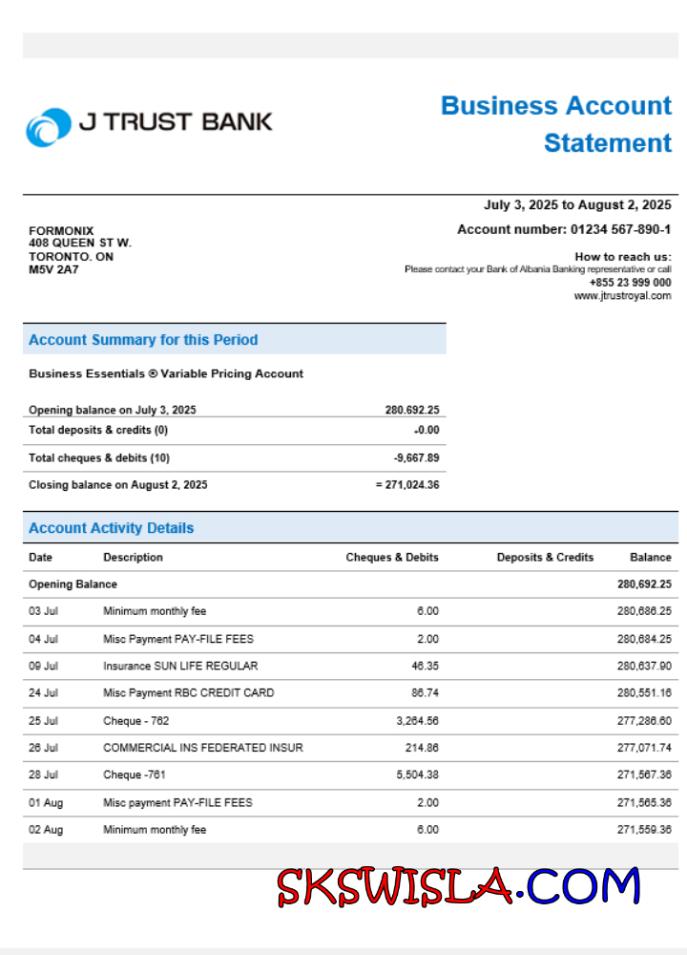 J TRUST BANK
Business Account
Statement
July 3, 2025 to August 2, 2025
FORMONIX
408 QUEEN ST W.
TORONTO. ON
M5V 2A7
Account number: 01234 567-890-1
How to reach us:
Please contact your Bank of Albania Banking representative or call
+855 23 999 000
www.jtrustroyal.com
Account Summary for this Period
Business Essentials ® Variable Pricing Account
Opening balance on July 3, 2025 280.692.25
Total deposits & credits (0) -0.00
Total cheques & debits (10) -9,667.89
Closing balance on August 2, 2025 = 271,024.36
Account Activity Details
Date Description Cheques & Debits Deposits & Credits Balance
Opening Balance 280,692.25
03 Jul Minimum monthly fee 6.00 280,686.25
04 Jul Misc Payment PAY-FILE FEES 2.00 280,684.25
09 Jul Insurance SUN LIFE REGULAR 46.35 280,637.90
24 Jul Misc Payment RBC CREDIT CARD 86.74 280,551.16
25 Jul Cheque - 762 3,264.56 277,286.60
26 Jul COMMERCIAL INS FEDERATED INSUR 214.86 277,071.74
28 Jul Cheque -761 5,504.38 271,567.36
01 Aug Misc payment PAY-FILE FEES 2.00 271,565.36
02 Aug Minimum monthly fee 6.00 271,559.36
SKSWISLA.COM